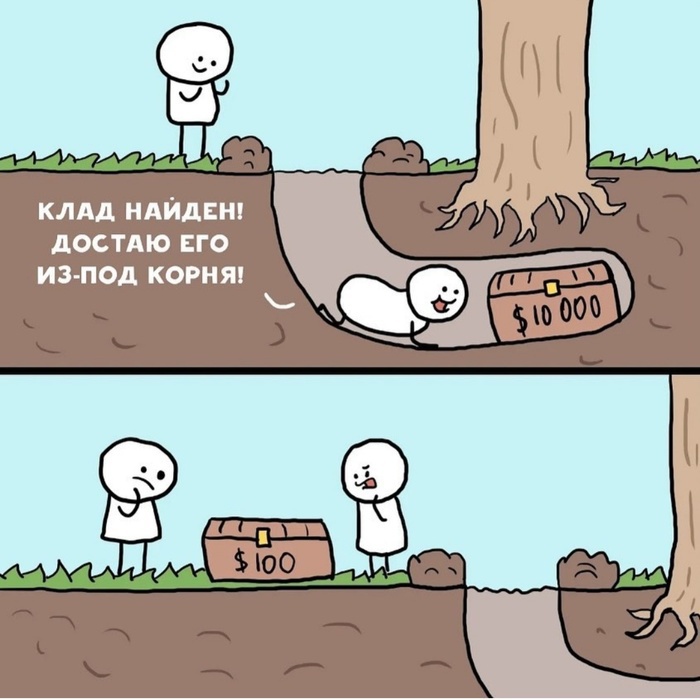 КЛАД НАЙДЕН!
ДОСТАЮ ЕГО
ИЗ-ПОД КОРНЯ!
$10 000
$100